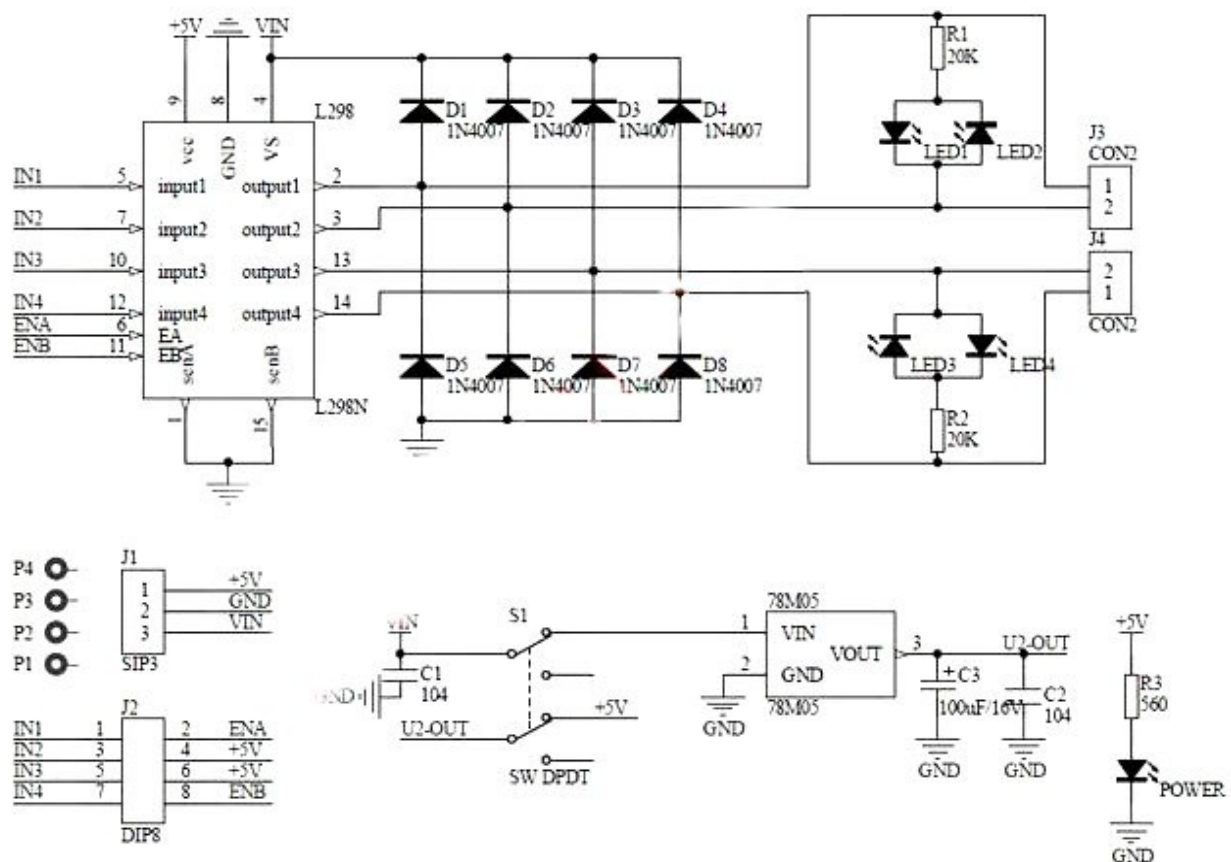 +5V
VIN
9
8
4
L298
vcc
GND
VS
IN1
5
input1
output1
2
IN2
7
input2
output2
3
IN3
10
input3
output3
13
IN4
12
input4
output4
14
ENA
6
EA
ENB
11
EB
senA
senB
L298N
1
15
D1
1N4007
D2
1N4007
D3
1N4007
D4
1N4007
D5
1N4007
D6
1N4007
D7
1N4007
D8
1N4007
R1
20K
LED1
LED2
J3
CON2
1
2
J4
2
1
CON2
LED3
LED4
R2
20K
P4
P3
P2
P1
J1
1
+5V
2
GND
3
VIN
SIP3
J2
IN1
1
2
ENA
IN2
3
4
+5V
IN3
5
6
+5V
IN4
7
8
ENB
DIP8
VIN
S1
C1
104
GND
U2-OUT
+5V
SW DPDT
78M05
1
VIN
VOUT
3
2
GND
78M05
GND
U2-OUT
C3
+
100uF/16V
C2
104
GND
GND
+5V
R3
560
POWER
GND